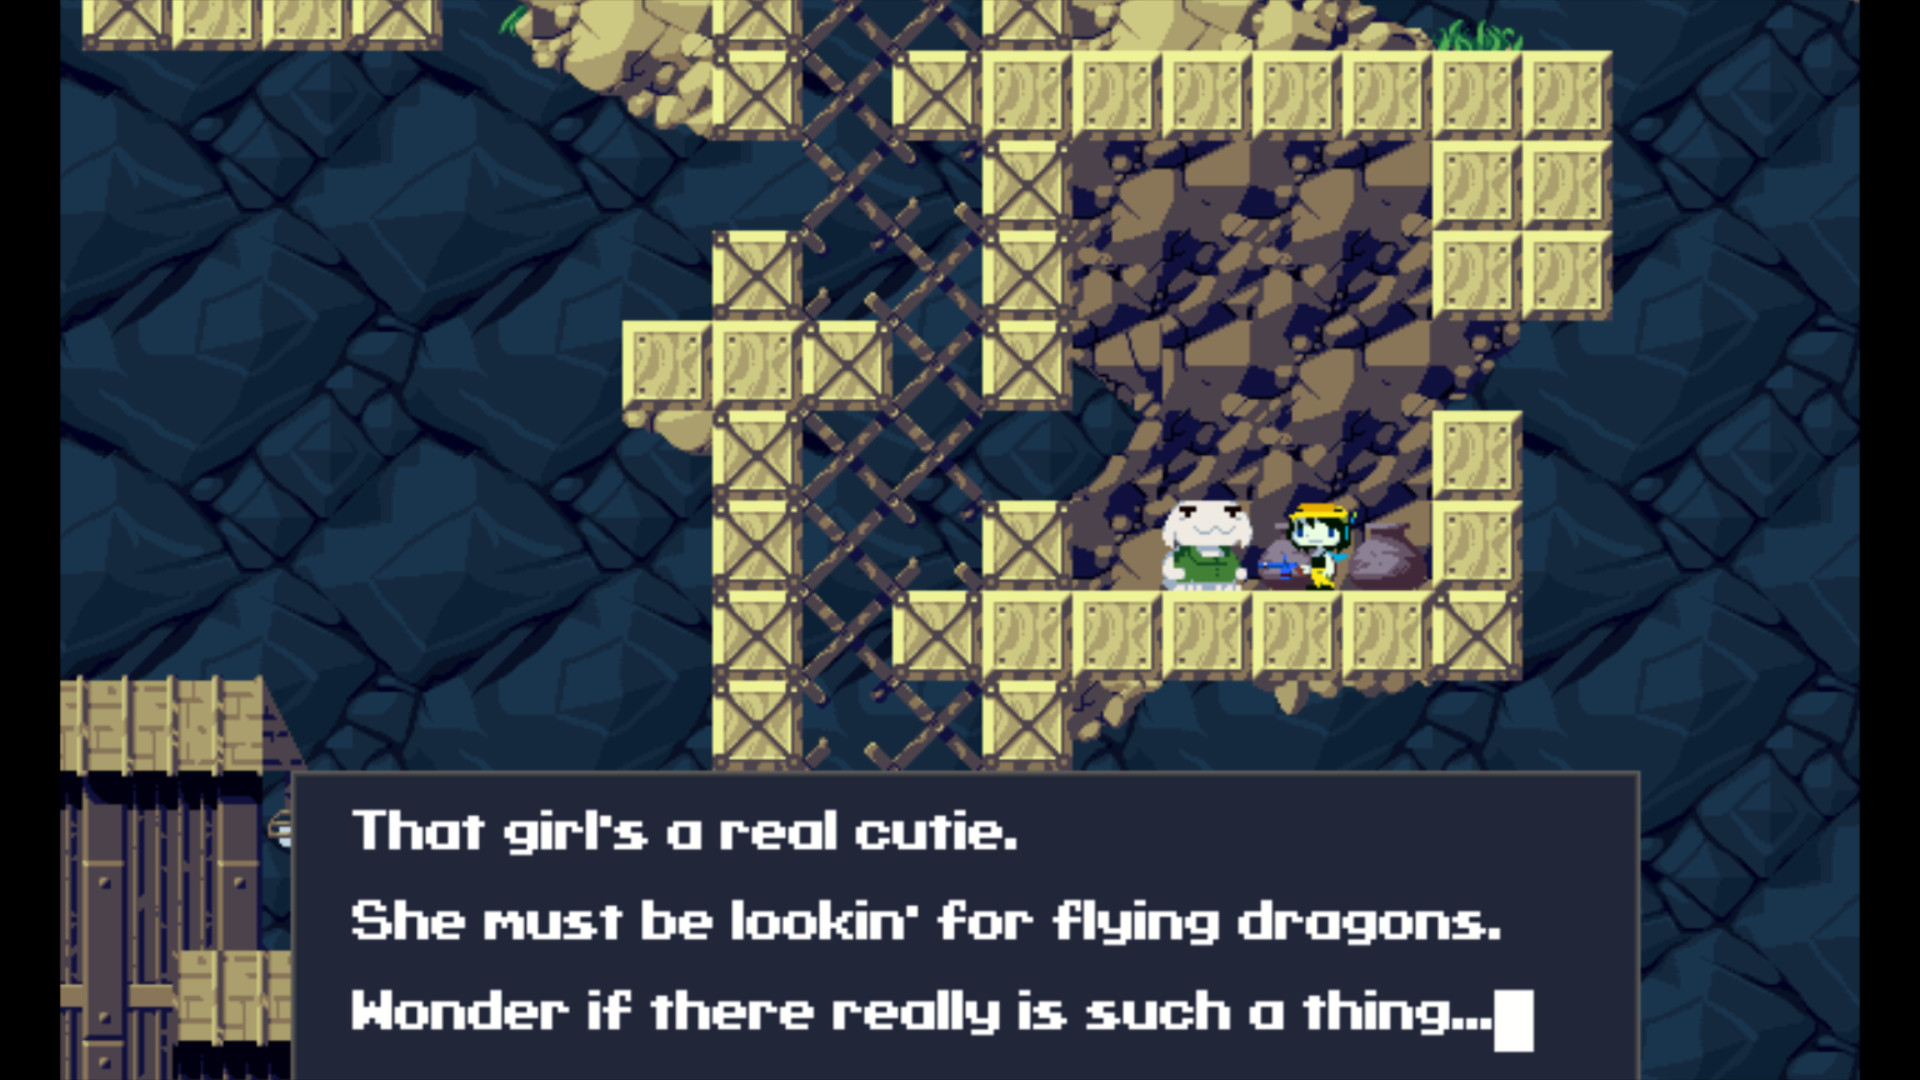 That girl's a real cutie.
She must be lookin' for flying dragons.
Wonder if there really is such a thing...